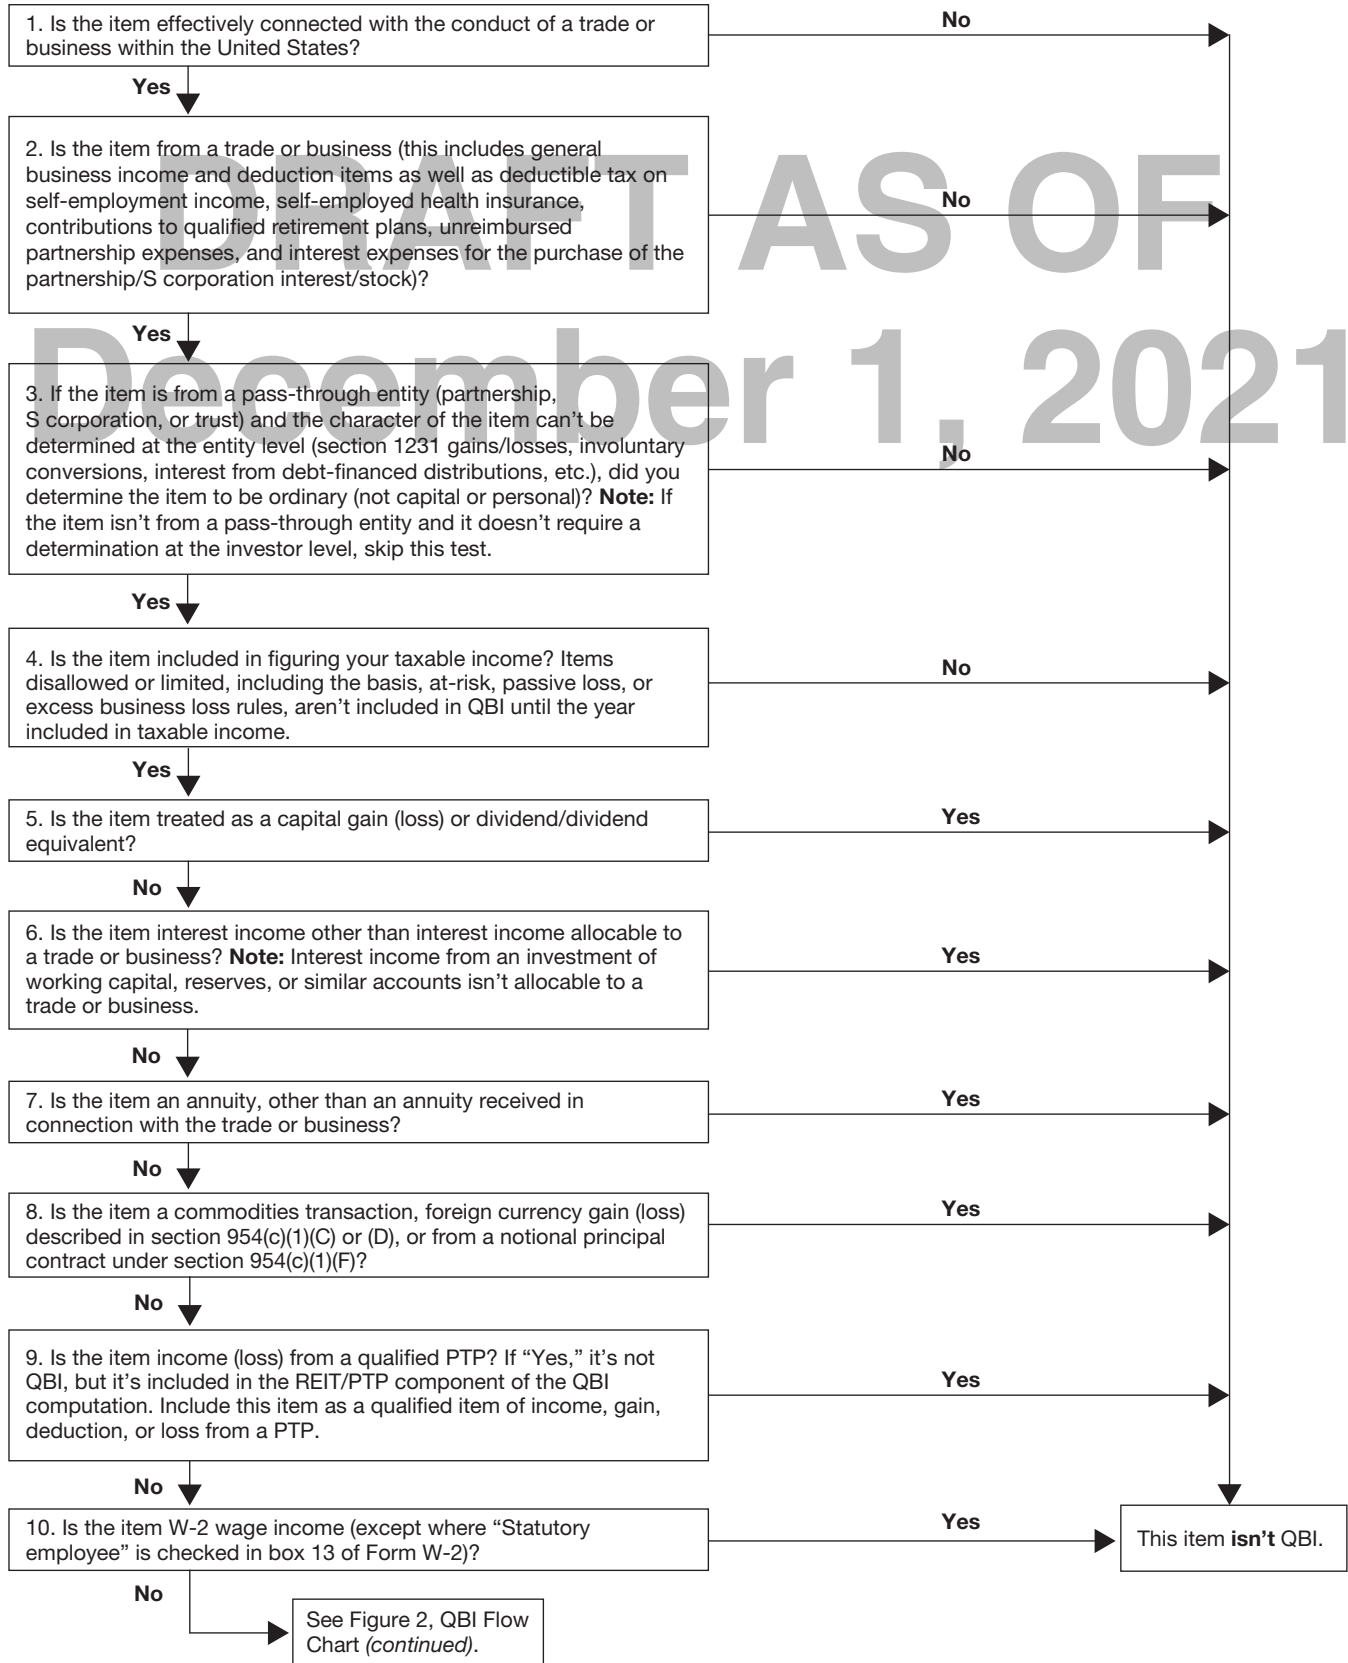 1. Is the item effectively connected with the conduct of a trade or
business within the United States?
No
Yes
DRAFT AS OF
December 1, 2021
2. Is the item from a trade or business (this includes general
business income and deduction items as well as deductible tax on
self-employment income, self-employed health insurance,
contributions to qualified retirement plans, unreimbursed
partnership expenses, and interest expenses for the purchase of the
partnership/S corporation interest/stock)?
No
Yes
3. If the item is from a pass-through entity (partnership,
S corporation, or trust) and the character of the item can’t be
determined at the entity level (section 1231 gains/losses, involuntary
conversions, interest from debt-financed distributions, etc.), did you
determine the item to be ordinary (not capital or personal)? Note: If
the item isn’t from a pass-through entity and it doesn’t require a
determination at the investor level, skip this test.
No
Yes
4. Is the item included in figuring your taxable income? Items
disallowed or limited, including the basis, at-risk, passive loss, or
excess business loss rules, aren’t included in QBI until the year
included in taxable income.
No
Yes
5. Is the item treated as a capital gain (loss) or dividend/dividend
equivalent?
Yes
No
6. Is the item interest income other than interest income allocable to
a trade or business? Note: Interest income from an investment of
working capital, reserves, or similar accounts isn’t allocable to a
trade or business.
Yes
No
7. Is the item an annuity, other than an annuity received in
connection with the trade or business?
Yes
No
8. Is the item a commodities transaction, foreign currency gain (loss)
described in section 954(c)(1)(C) or (D), or from a notional principal
contract under section 954(c)(1)(F)?
Yes
No
9. Is the item income (loss) from a qualified PTP? If “Yes,” it’s not
QBI, but it’s included in the REIT/PTP component of the QBI
computation. Include this item as a qualified item of income, gain,
deduction, or loss from a PTP.
Yes
No
10. Is the item W-2 wage income (except where “Statutory
employee” is checked in box 13 of Form W-2)?
Yes
This item isn’t QBI.
No
See Figure 2, QBI Flow
Chart (continued).